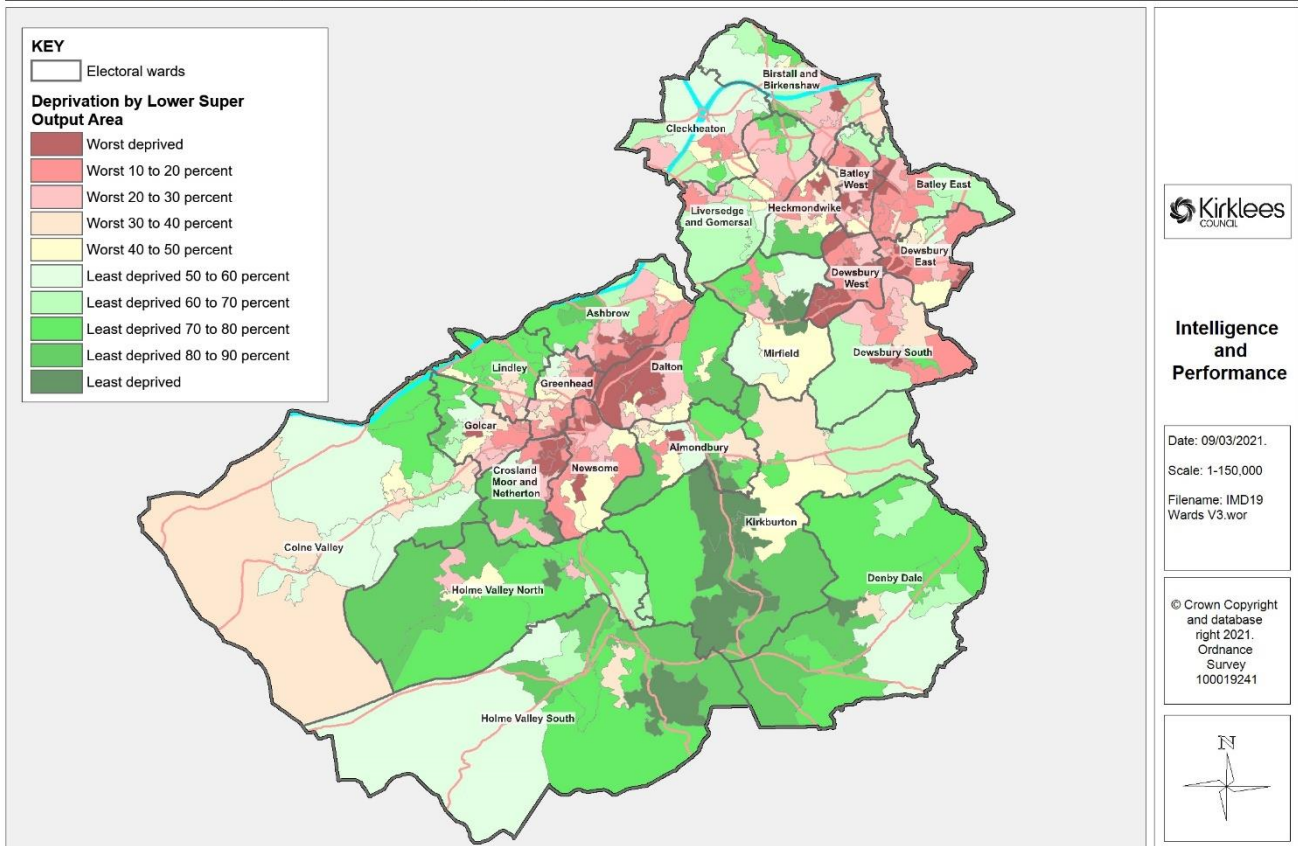 KEY
Electoral wards
Deprivation by Lower Super
Output Area
Worst deprived
Worst 10 to 20 percent
Worst 20 to 30 percent
Worst 30 to 40 percent
Worst 40 to 50 percent
Least deprived 50 to 60 percent
Least deprived 60 to 70 percent
Least deprived 70 to 80 percent
Least deprived 80 to 90 percent
Least deprived
Birstall and
Birkenshaw
Cleckheaton
Batley
West
Batley East
Liversedge
and Gomersal
Heckmondwike
Dewsbury
East
Dewsbury
West
Ashbrow
Mirfield
Dewsbury South
Lindley
Greenhead
Dalton
Golcar
Almondbury
Crosland
Moor and
Netherton
Newsome
Kirkburton
Colne Valley
Holme Valley North
Denby Dale
Holme Valley South
Kirklees
COUNCIL
Intelligence
and
Performance
Date: 09/03/2021.
Scale: 1-150,000
Filename: IMD19
Wards V3.wor
© Crown Copyright
and database
right 2021.
Ordnance
Survey
100019241
N